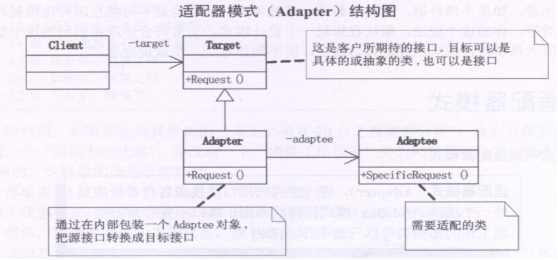 适配器模式（Adapter）结构图
Client
-target
Target
+Request()
这是客户所期待的接口。目标可以是
具体的或抽象的类,也可以是接口
Adapter
+Request()
-adaptee
Adaptee
+SpecificRequest()
通过在内部包装一个 Adaptee 对象,
把源接口转换成目标接口
需要适配的类